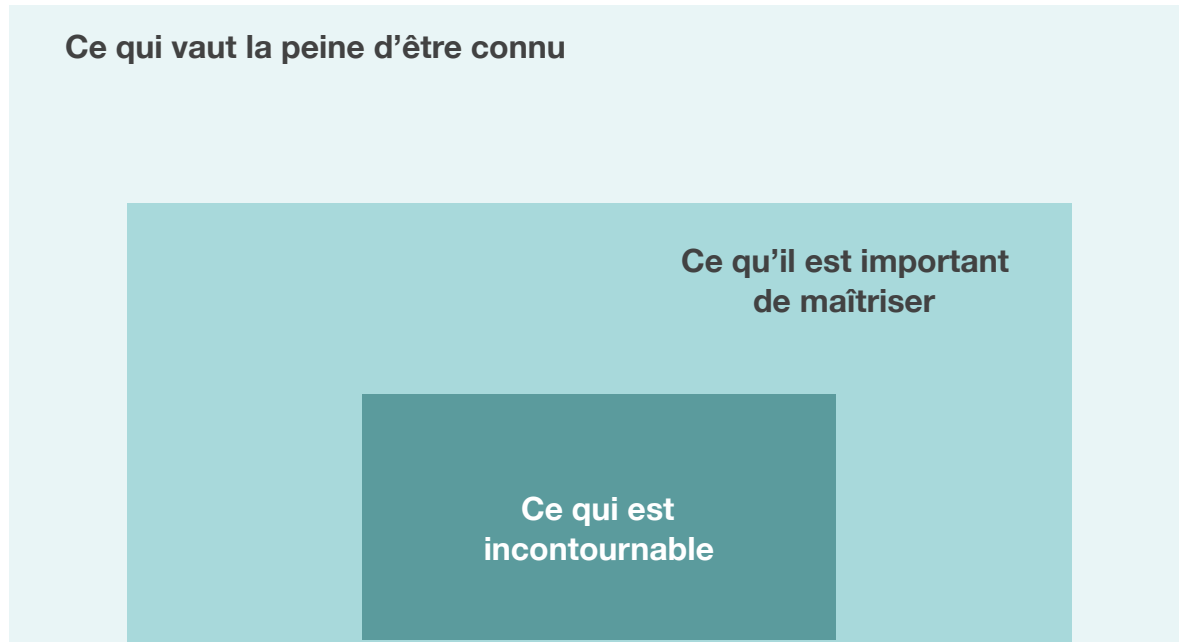 Ce qui vaut la peine d’être connu
Ce qu’il est important
de maîtriser
Ce qui est
incontournable